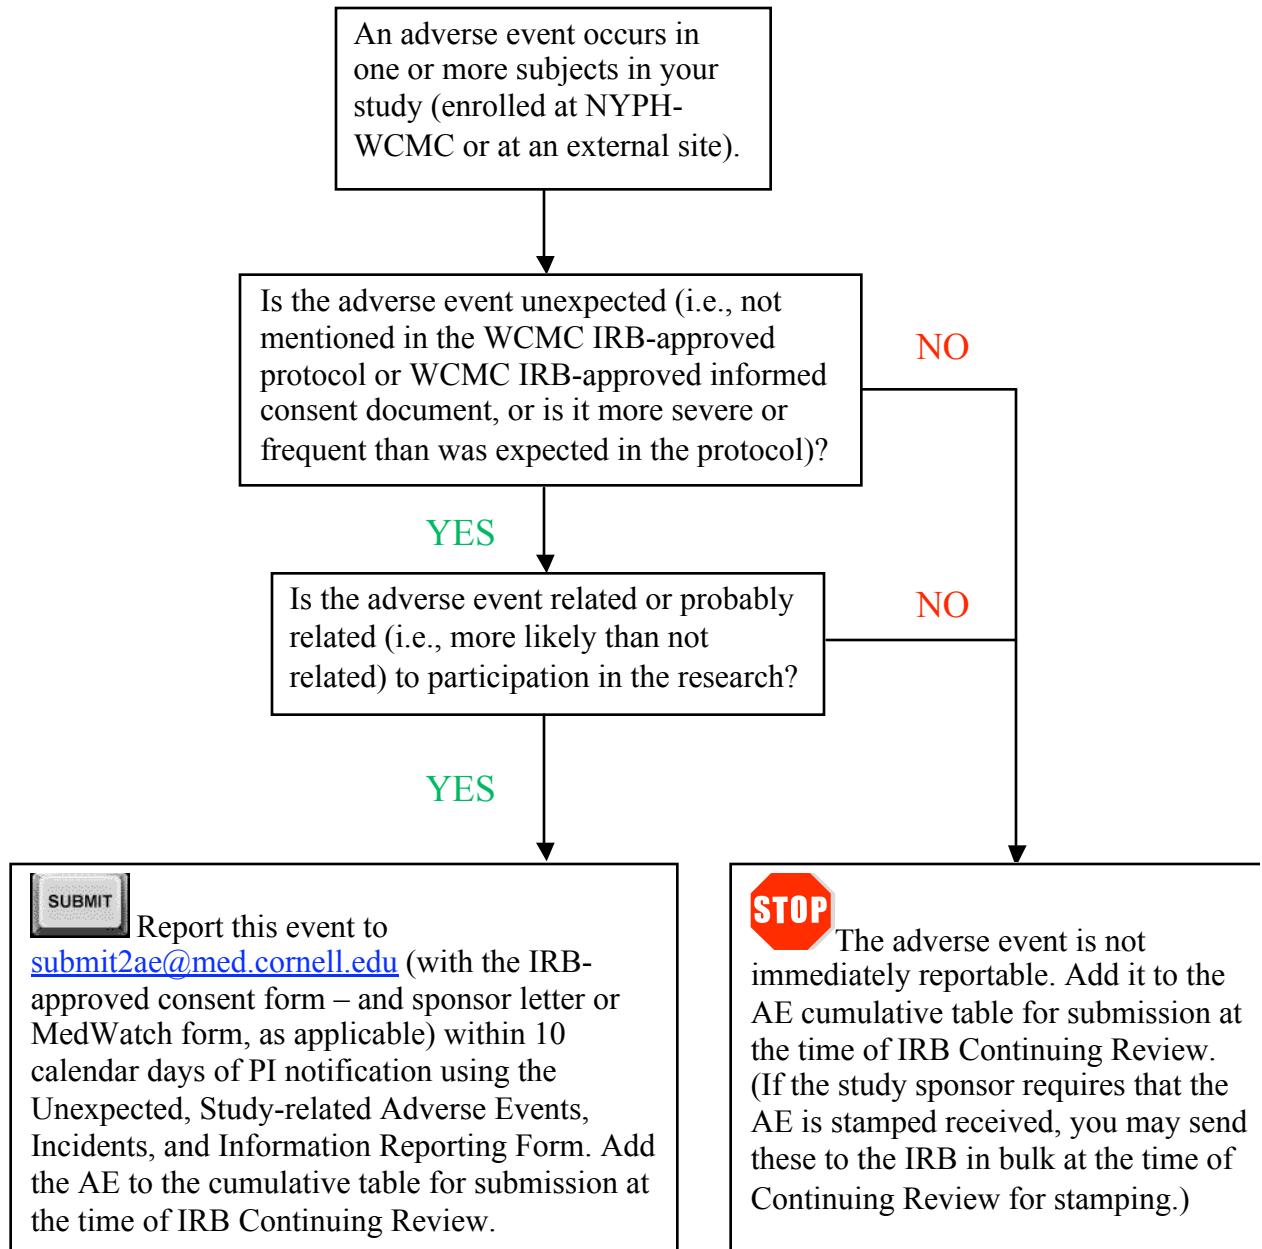 An adverse event occurs in
one or more subjects in your
study (enrolled at NYPH-
WCMC or at an external site).
Is the adverse event unexpected (i.e., not
mentioned in the WCMC IRB-approved
protocol or WCMC IRB-approved informed
consent document, or is it more severe or
frequent than was expected in the protocol)?
NO
YES
Is the adverse event related or probably
related (i.e., more likely than not
related) to participation in the research?
NO
YES
SUBMIT
Report this event to
submit2ae@med.cornell.edu (with the IRB-
approved consent form – and sponsor letter or
MedWatch form, as applicable) within 10
calendar days of PI notification using the
Unexpected, Study-related Adverse Events,
Incidents, and Information Reporting Form. Add
the AE to the cumulative table for submission at
the time of IRB Continuing Review.
STOP
The adverse event is not
immediately reportable. Add it to the
AE cumulative table for submission at
the time of IRB Continuing Review.
(If the study sponsor requires that the
AE is stamped received, you may send
these to the IRB in bulk at the time of
Continuing Review for stamping.)